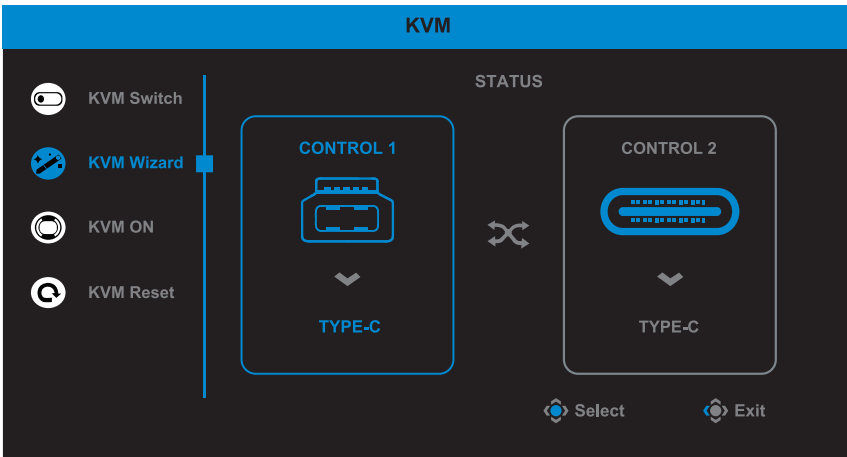 KVM
KVM Switch
KVM Wizard
KVM ON
KVM Reset
STATUS
CONTROL 1
TYPE-C
CONTROL 2
TYPE-C
Select
Exit